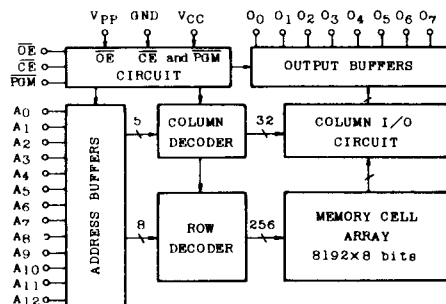 VPP GND VCC
O0 O1 O2 O3 O4 O5 O6 O7
OE
CE
PGM
OE CE and PGM
CIRCUIT
OUTPUT BUFFERS
A0
A1
A2
A3
A4
A5
A6
A7
A8
A9
A10
A11
A12
ADDRESS BUFFERS
5
COLUMN
DECODER
32
COLUMN I/O
CIRCUIT
8
ROW
DECODER
256
MEMORY CELL
ARRAY
8192×8 bits